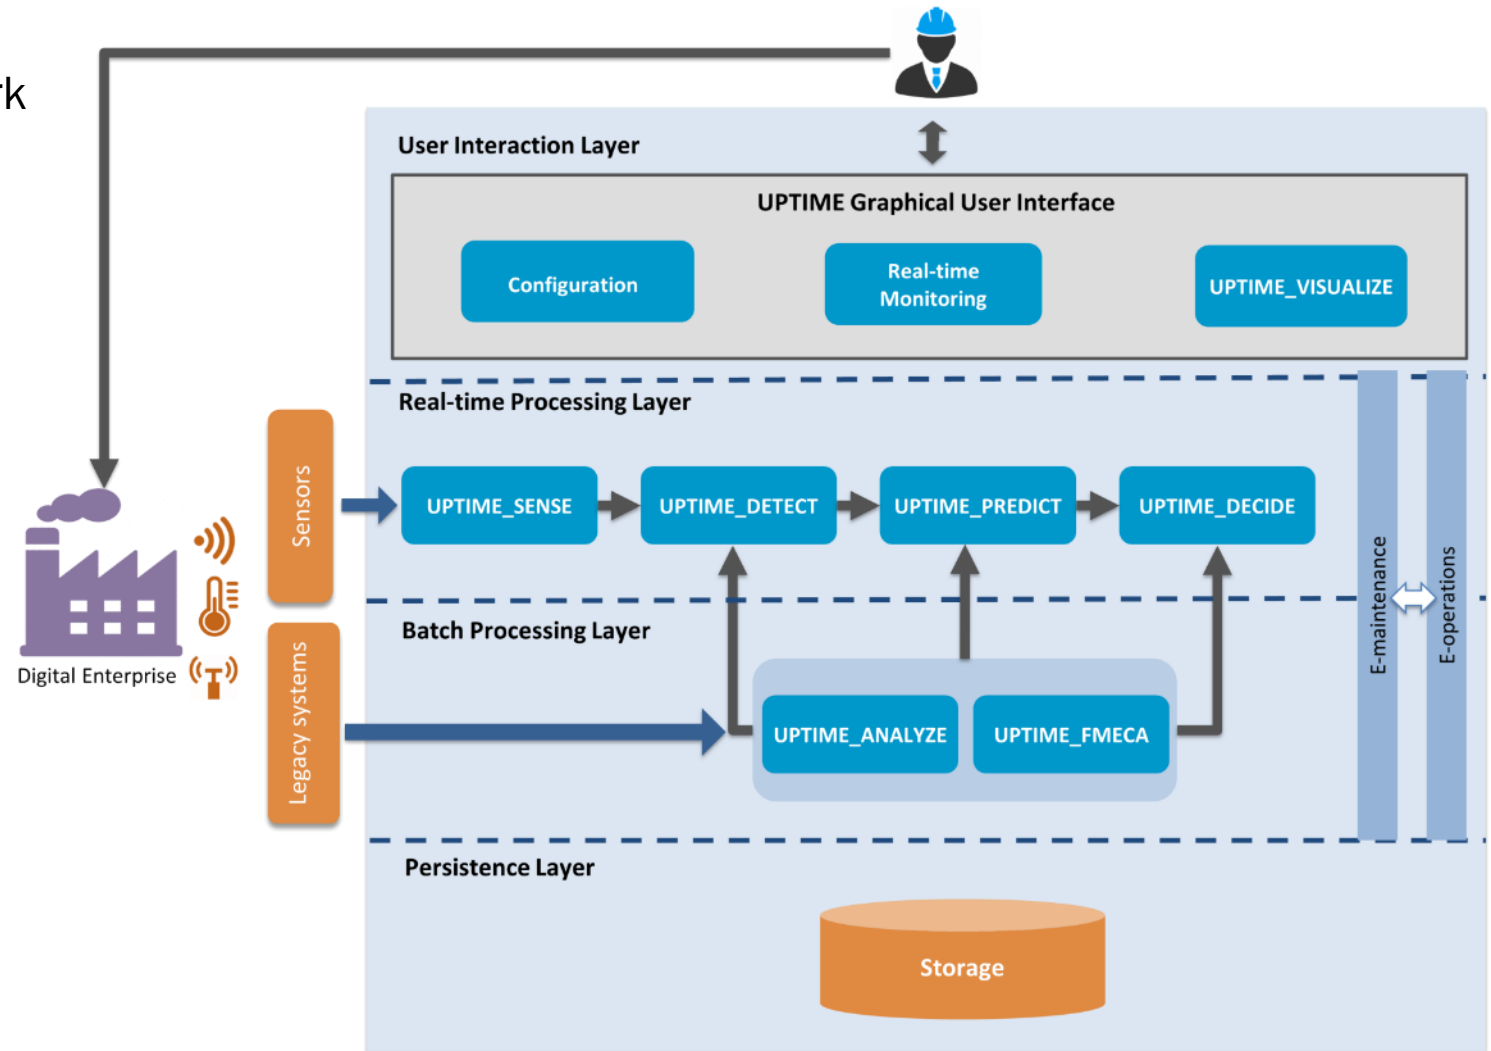 rk
User Interaction Layer
UPTIME Graphical User Interface
Configuration
Real-time
Monitoring
UPTIME_VISUALIZE
Real-time Processing Layer
Sensors
UPTIME_SENSE
UPTIME_DETECT
UPTIME_PREDICT
UPTIME_DECIDE
E-maintenance
E-operations
Batch Processing Layer
Digital Enterprise
Legacy systems
UPTIME_ANALYZE
UPTIME_FMECA
Persistence Layer
Storage